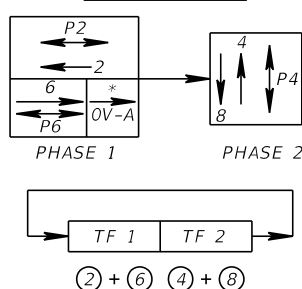 P2
2
6
P6
*
OV-A
4
P4
8
PHASE 1
PHASE 2
TF 1
TF 2
2 + 6
4 + 8